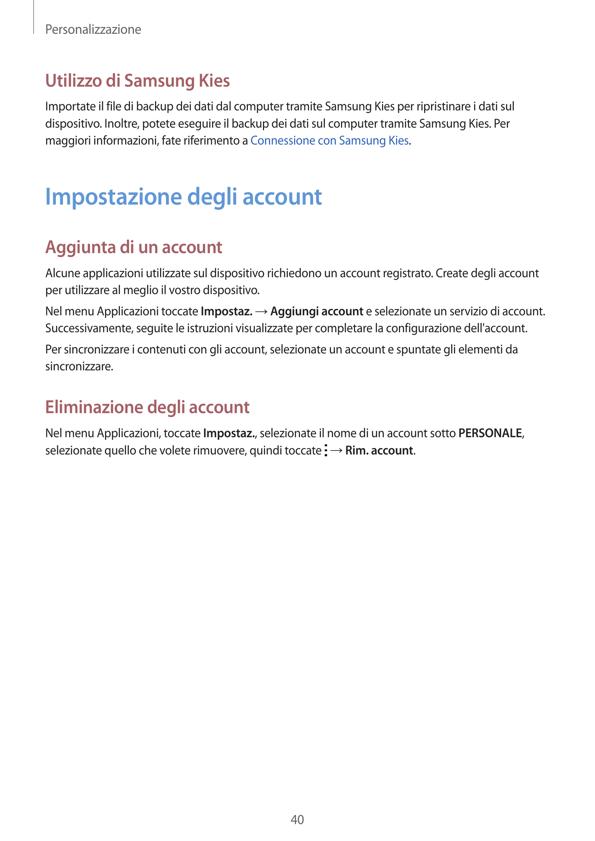 Personalizzazione
Utilizzo di Samsung Kies
Importate il file di backup dei dati dal computer tramite Samsung Kies per ripristinare i dati sul
dispositivo. Inoltre, potete eseguire il backup dei dati sul computer tramite Samsung Kies. Per
maggiori informazioni, fate riferimento a Connessione con Samsung Kies.
Impostazione degli account
Aggiunta di un account
Alcune applicazioni utilizzate sul dispositivo richiedono un account registrato. Create degli account
per utilizzare al meglio il vostro dispositivo.
Nel menu Applicazioni toccate Impostaz. → Aggiungi account e selezionate un servizio di account.
Successivamente, seguite le istruzioni visualizzate per completare la configurazione dell'account.
Per sincronizzare i contenuti con gli account, selezionate un account e spuntate gli elementi da
sincronizzare.
Eliminazione degli account
Nel menu Applicazioni, toccate Impostaz., selezionate il nome di un account sotto PERSONALE,
selezionate quello che volete rimuovere, quindi toccate ⋮ → Rim. account.
40